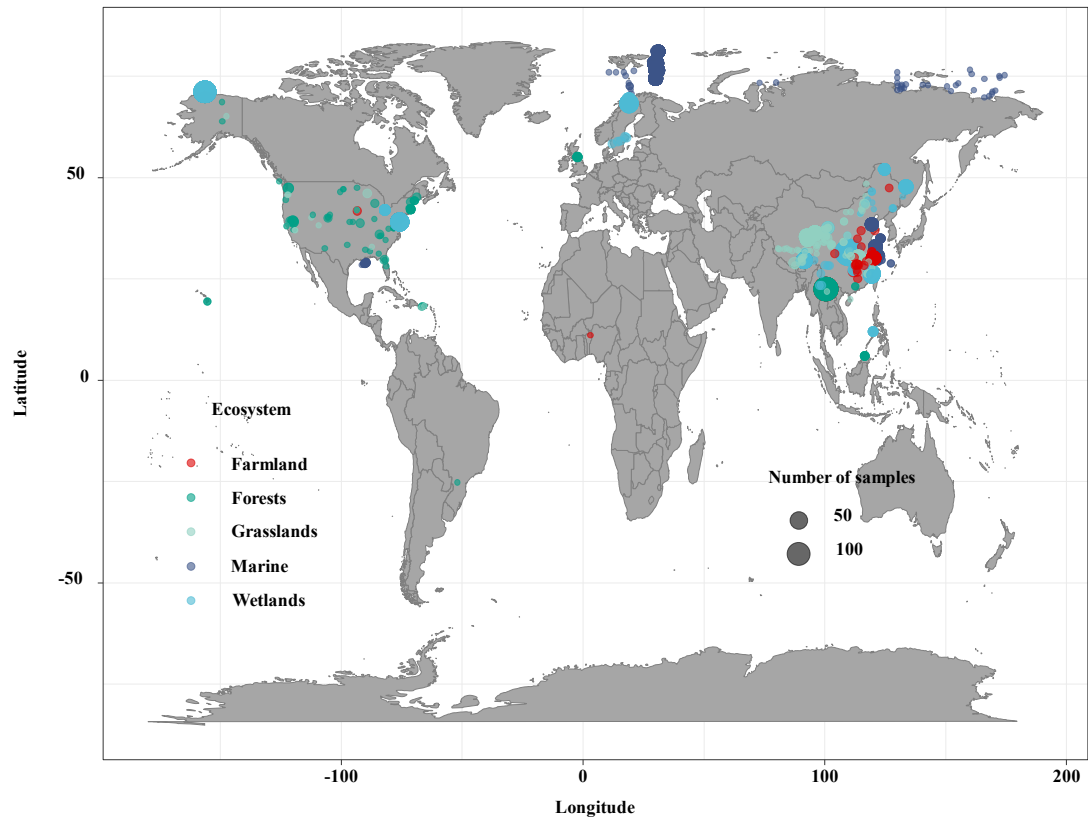 50
0
-50
Latitude
Ecosystem
Farmland
Forests
Grasslands
Marine
Wetlands
Number of samples
50
100
-100
0
100
200
Longitude